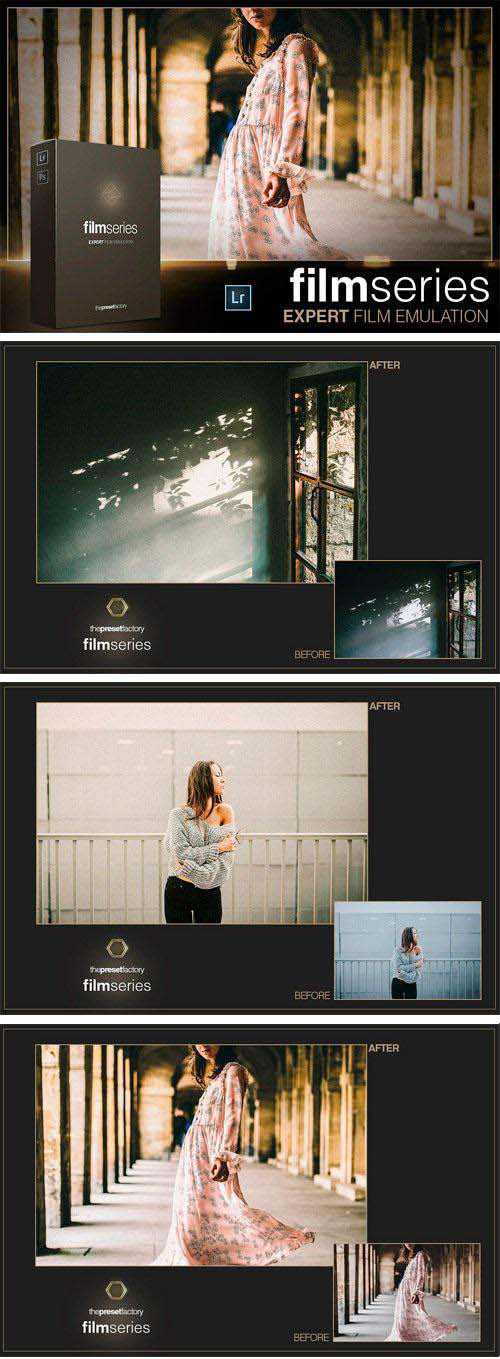 Lr
Ps
filmseries
EXPERT FILM EMULATION
thepresetfactory
Lr
filmseries
EXPERT FILM EMULATION
AFTER
thepresetfactory
filmseries
BEFORE
AFTER
thepresetfactory
filmseries
BEFORE
AFTER
thepresetfactory
filmseries
BEFORE